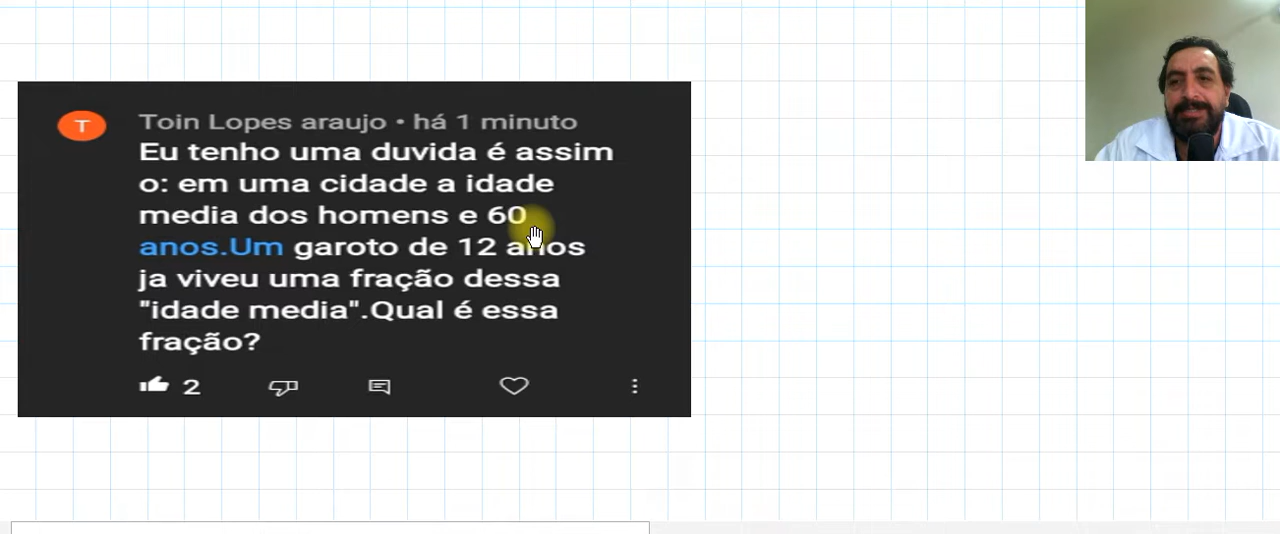 T
Toin Lopes araujo • há 1 minuto
Eu tenho uma duvida é assim
o: em uma cidade a idade
media dos homens e 60
anos.Um garoto de 12 anos
ja viveu uma fração dessa
"idade media".Qual é essa
fração?
2